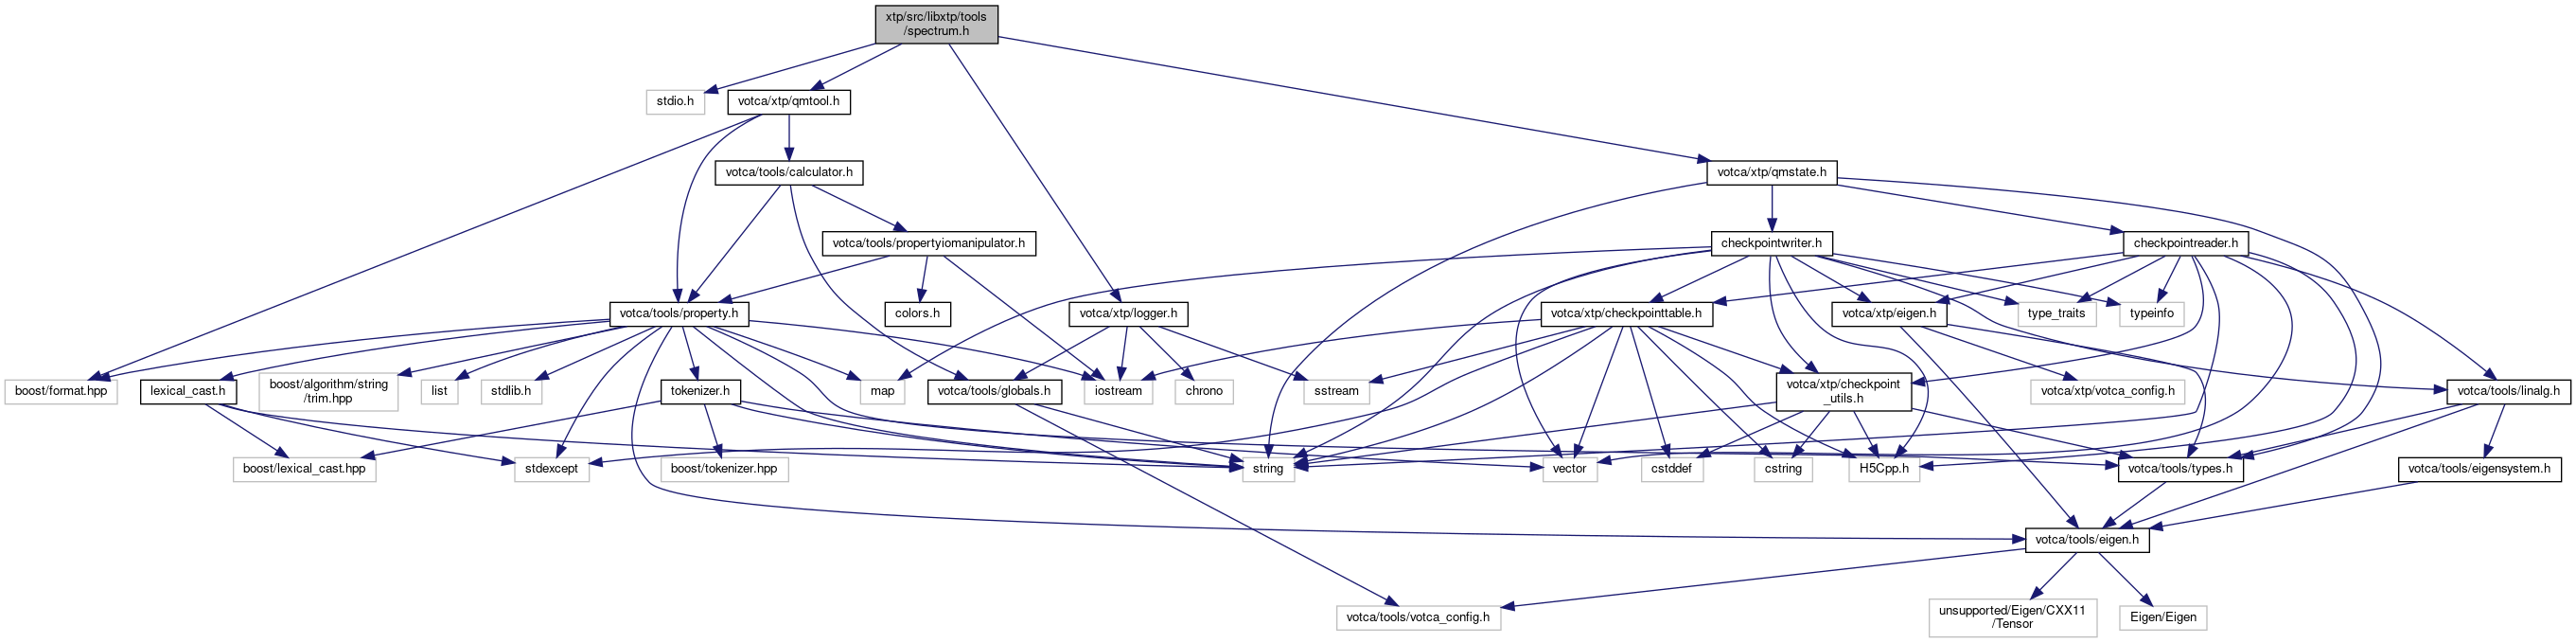 xtp/src/libxtp/tools
/spectrum.h
stdio.h
votca/xtp/qmtool.h
votca/tools/calculator.h
votca/xtp/qmstate.h
votca/tools/propertyiomanipulator.h
checkpointwriter.h
checkpointreader.h
votca/tools/property.h
colors.h
votca/xtp/logger.h
votca/xtp/checkpointtable.h
votca/xtp/eigen.h
type_traits
typeinfo
boost/format.hpp
lexical_cast.h
boost/algorithm/string
/trim.hpp
list
stdlib.h
tokenizer.h
map
votca/tools/globals.h
iostream
chrono
sstream
votca/xtp/checkpoint
_utils.h
votca/xtp/votca_config.h
votca/tools/linalg.h
boost/lexical_cast.hpp
stdexcept
boost/tokenizer.hpp
string
vector
cstddef
cstring
H5Cpp.h
votca/tools/types.h
votca/tools/eigensystem.h
votca/tools/eigen.h
votca/tools/votca_config.h
unsupported/Eigen/CXX11
/Tensor
Eigen/Eigen